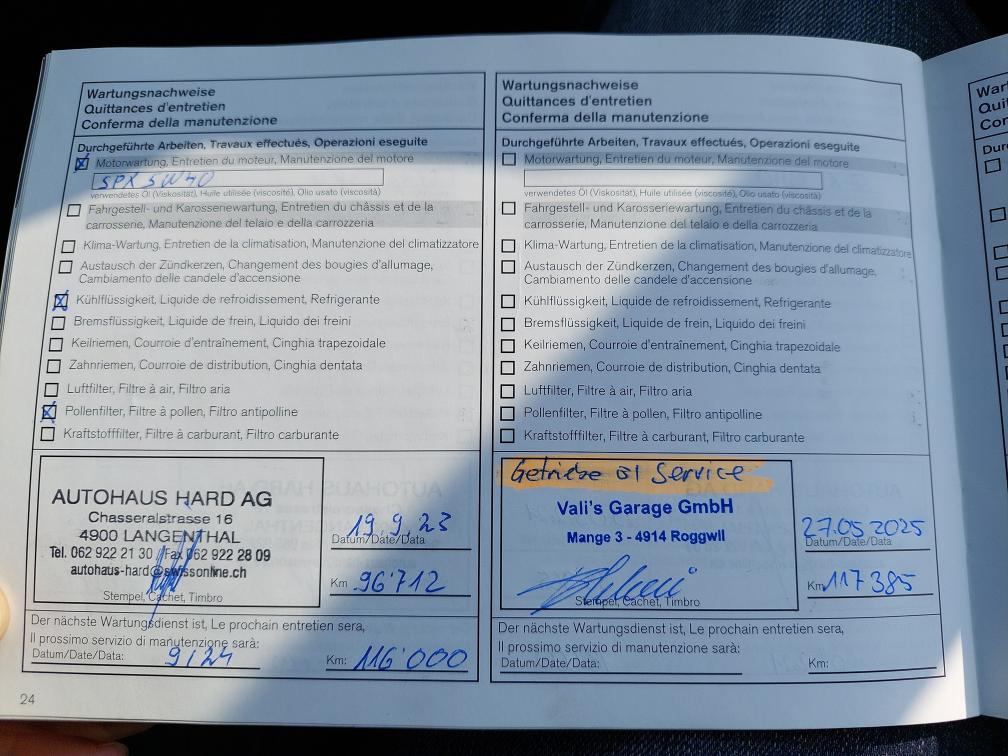 Wartungsnachweise
Quittances d'entretien
Conferma della manutenzione
Durchgeführte Arbeiten, Travaux effectués, Operazioni eseguite
Motorwartung, Entretien du moteur, Manutenzione del motore
SPX 5W40
verwendetes Öl (Viskosität), Huile utilisée (viscosité), Olio usato (viscosità)
Fahrgestell- und Karosseriewartung, Entretien du châssis et de la
carrosserie, Manutenzione del telaio e della carrozzeria
Klima-Wartung, Entretien de la climatisation, Manutenzione del climatizzatore
Austausch der Zündkerzen, Changement des bougies d'allumage,
Cambiamento delle candele d'accensione
Kühlflüssigkeit, Liquide de refroidissement, Refrigerante
Bremsflüssigkeit, Liquide de frein, Liquido dei freini
Keilriemen, Courroie d'entraînement, Cinghia trapezoidale
Zahnriemen, Courroie de distribution, Cinghia dentata
Luftfilter, Filtre à air, Filtro aria
Pollenfilter, Filtre à pollen, Filtro antipolline
Kraftstofffilter, Filtre à carburant, Filtro carburante
AUTOHAUS HARD AG
Chasseralstrasse 16
4900 LANGENTHAL
Tel. 062 922 21 30 / Fax 062 922 28 09
autohaus-hard@swissonline.ch
Stempel, Cachet, Timbro
19.9.23
Datum/Date/Data
Km 96'712
Der nächste Wartungsdienst ist, Le prochain entretien sera,
Il prossimo servizio di manutenzione sarà:
Datum/Date/Data: 9/24 Km: 116'000
24
Wartungsnachweise
Quittances d'entretien
Conferma della manutenzione
Durchgeführte Arbeiten, Travaux effectués, Operazioni eseguite
Motorwartung, Entretien du moteur, Manutenzione del motore
verwendetes Öl (Viskosität), Huile utilisée (viscosité), Olio usato (viscosità)
Fahrgestell- und Karosseriewartung, Entretien du châssis et de la
carrosserie, Manutenzione del telaio e della carrozzeria
Klima-Wartung, Entretien de la climatisation, Manutenzione del climatizzatore
Austausch der Zündkerzen, Changement des bougies d'allumage,
Cambiamento delle candele d'accensione
Kühlflüssigkeit, Liquide de refroidissement, Refrigerante
Bremsflüssigkeit, Liquide de frein, Liquido dei freini
Keilriemen, Courroie d'entraînement, Cinghia trapezoidale
Zahnriemen, Courroie de distribution, Cinghia dentata
Luftfilter, Filtre à air, Filtro aria
Pollenfilter, Filtre à pollen, Filtro antipolline
Kraftstofffilter, Filtre à carburant, Filtro carburante
Getriebe öl Service
Vali's Garage GmbH
Mange 3 - 4914 Roggwil
Stempel, Cachet, Timbro
27.05 2025
Datum/Date/Data
Km 117'385
Der nächste Wartungsdienst ist, Le prochain entretien sera,
Il prossimo servizio di manutenzione sarà:
Datum/Date/Data: Km: